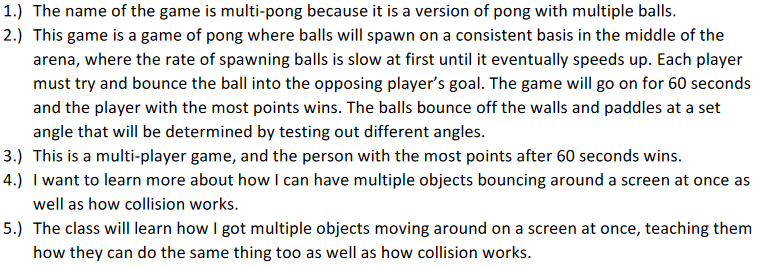 1.) The name of the game is multi-pong because it is a version of pong with multiple balls.
2.) This game is a game of pong where balls will spawn on a consistent basis in the middle of the
arena, where the rate of spawning balls is slow at first until it eventually speeds up. Each player
must try and bounce the ball into the opposing player's goal. The game will go on for 60 seconds
and the player with the most points wins. The balls bounce off the walls and paddles at a set
angle that will be determined by testing out different angles.
3.) This is a multi-player game, and the person with the most points after 60 seconds wins.
4.) I want to learn more about how I can have multiple objects bouncing around a screen at once as
well as how collision works.
5.) The class will learn how I got multiple objects moving around on a screen at once, teaching them
how they can do the same thing too as well as how collision works.